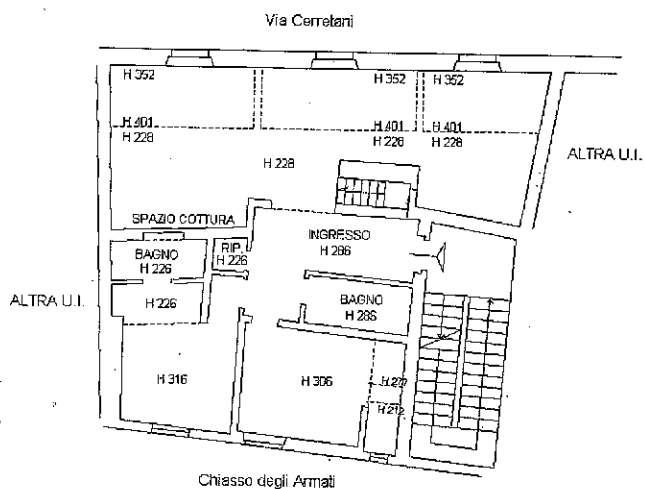 Via Cerretani
H 352
H 352
H 352
H 401
H 228
H 401
H 228
H 401
H 228
H 228
ALTRA U.I.
SPAZIO COTTURA
INGRESSO
H 286
RIP.
H 226
BAGNO
H 226
H 226
BAGNO
H 286
ALTRA U.I.
H 316
H 306
H 212
Chiasso degli Armati